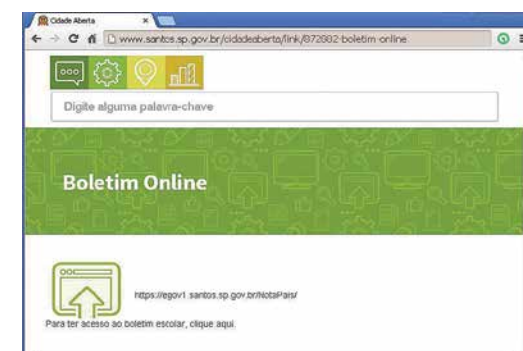 Cidade Aberta
www.santos.sp.gov.br/cidadeaberta/link/872982-boletim-online
Digite alguma palavra-chave
Boletim Online
https://egov1.santos.sp.gov.br/NotaPais/
Para ter acesso ao boletim escolar, clique aqui.